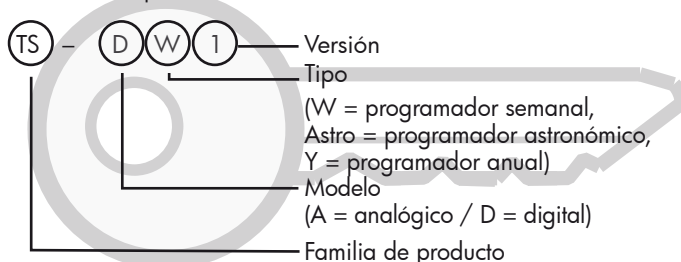 TS – D W 1 Versión
Tipo
(W = programador semanal,
Astro = programador astronómico,
Y = programador anual)
Modelo
(A = analógico / D = digital)
Familia de producto